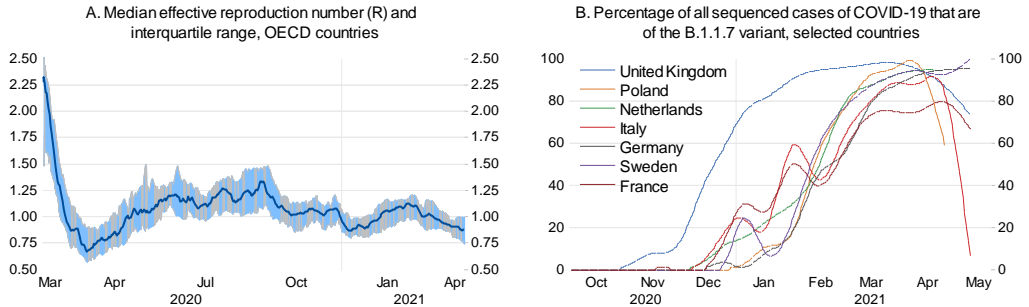 A. Median effective reproduction number (R) and
interquartile range, OECD countries
2.50 2.50
2.25 2.25
2.00 2.00
1.75 1.75
1.50 1.50
1.25 1.25
1.00 1.00
0.75 0.75
0.50 0.50
Mar Apr Jul Oct Jan Apr
2020 2021
B. Percentage of all sequenced cases of COVID-19 that are
of the B.1.1.7 variant, selected countries
100 100
80 80
60 60
40 40
20 20
0 0
United Kingdom
Poland
Netherlands
Italy
Germany
Sweden
France
Oct Nov Dec Jan Feb Mar Apr May
2020 2021